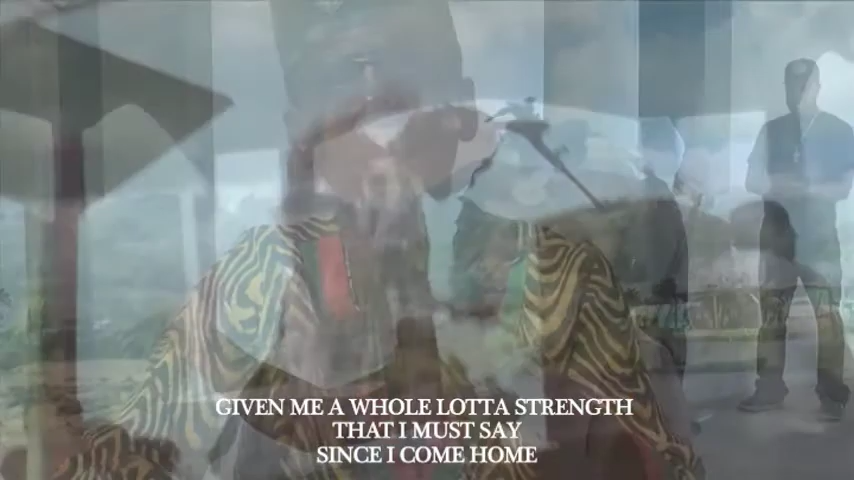 GIVEN ME A WHOLE LOTTA STRENGTH
THAT I MUST SAY
SINCE I COME HOME